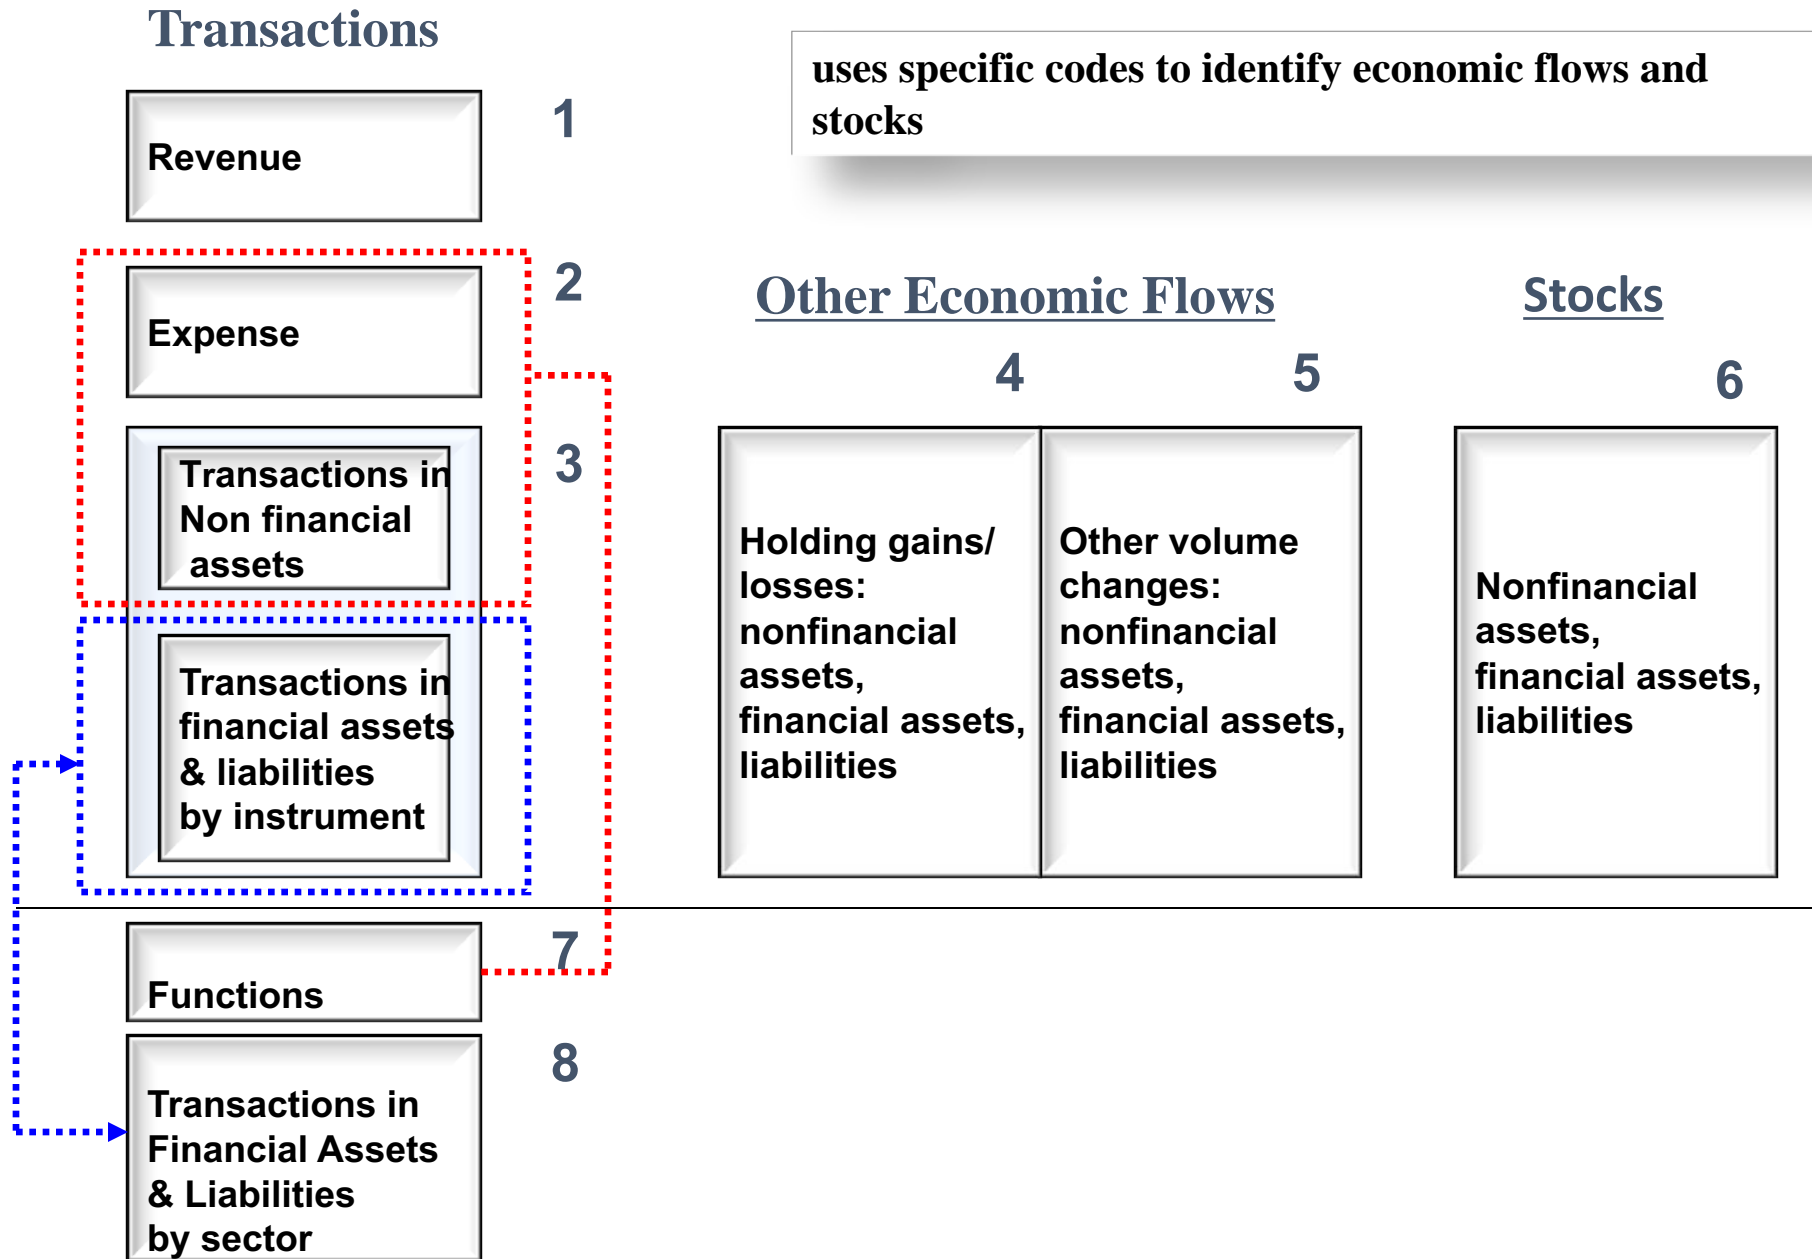 Transactions
uses specific codes to identify economic flows and
stocks
1
Revenue
2
Expense
3
Transactions in
Non financial
assets
Transactions in
financial assets
& liabilities
by instrument
Other Economic Flows
4
Holding gains/
losses:
nonfinancial
assets,
financial assets,
liabilities
5
Other volume
changes:
nonfinancial
assets,
financial assets,
liabilities
Stocks
6
Nonfinancial
assets,
financial assets,
liabilities
7
Functions
8
Transactions in
Financial Assets
& Liabilities
by sector